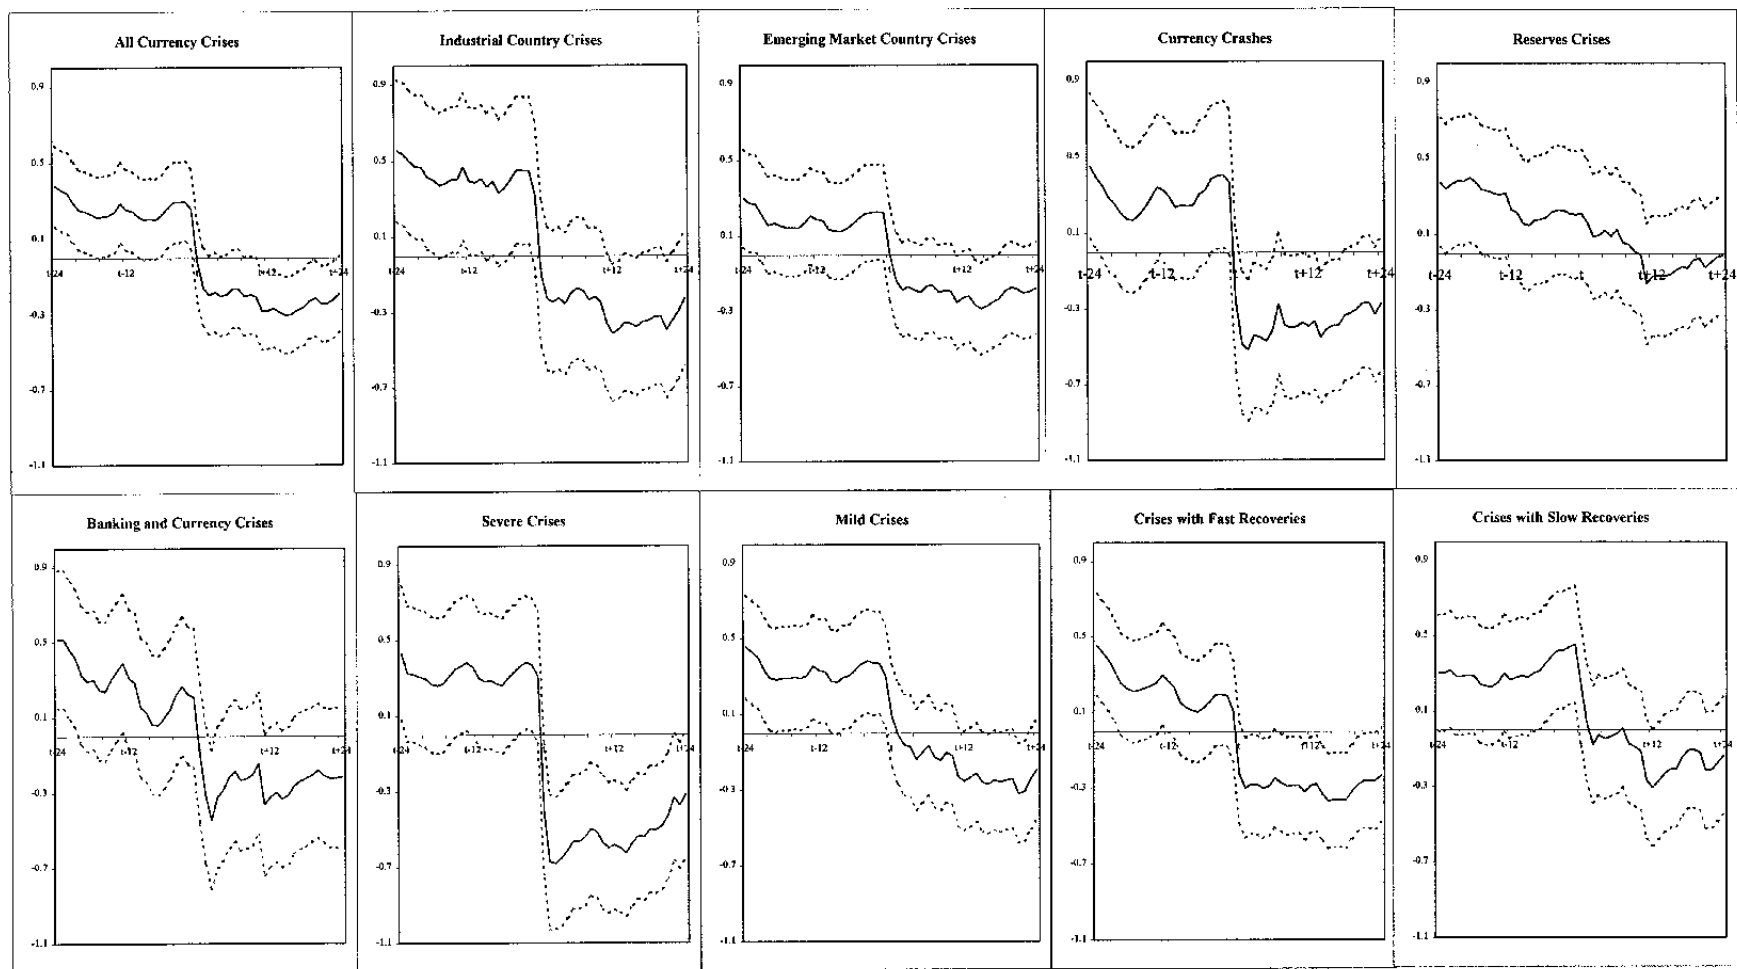 All Currency Crises
0.9
0.5
0.1
t-24
t-12
t
t+12
t+24
-0.3
-0.7
-1.1
Industrial Country Crises
0.9
0.5
0.1
t-24
t-12
t
t+12
t+24
-0.3
-0.7
-1.1
Emerging Market Country Crises
0.9
0.5
0.1
t-24
t-12
t
t+12
t+24
-0.3
-0.7
-1.1
Currency Crashes
0.9
0.5
0.1
t-24
t-12
t
t+12
t+24
-0.3
-0.7
-1.1
Reserves Crises
0.9
0.5
0.1
t-24
t-12
t
t+12
t+24
-0.3
-0.7
-1.1
Banking and Currency Crises
0.9
0.5
0.1
t-24
t-12
t
t+12
t+24
-0.3
-0.7
-1.1
Severe Crises
0.9
0.5
0.1
t-24
t-12
t
t+12
t+24
-0.3
-0.7
-1.1
Mild Crises
0.9
0.5
0.1
t-24
t-12
t
t+12
t+24
-0.3
-0.7
-1.1
Crises with Fast Recoveries
0.9
0.5
0.1
t-24
t-12
t
t+12
t+24
-0.3
-0.7
-1.1
Crises with Slow Recoveries
0.9
0.5
0.1
t-24
t-12
t
t+12
t+24
-0.3
-0.7
-1.1